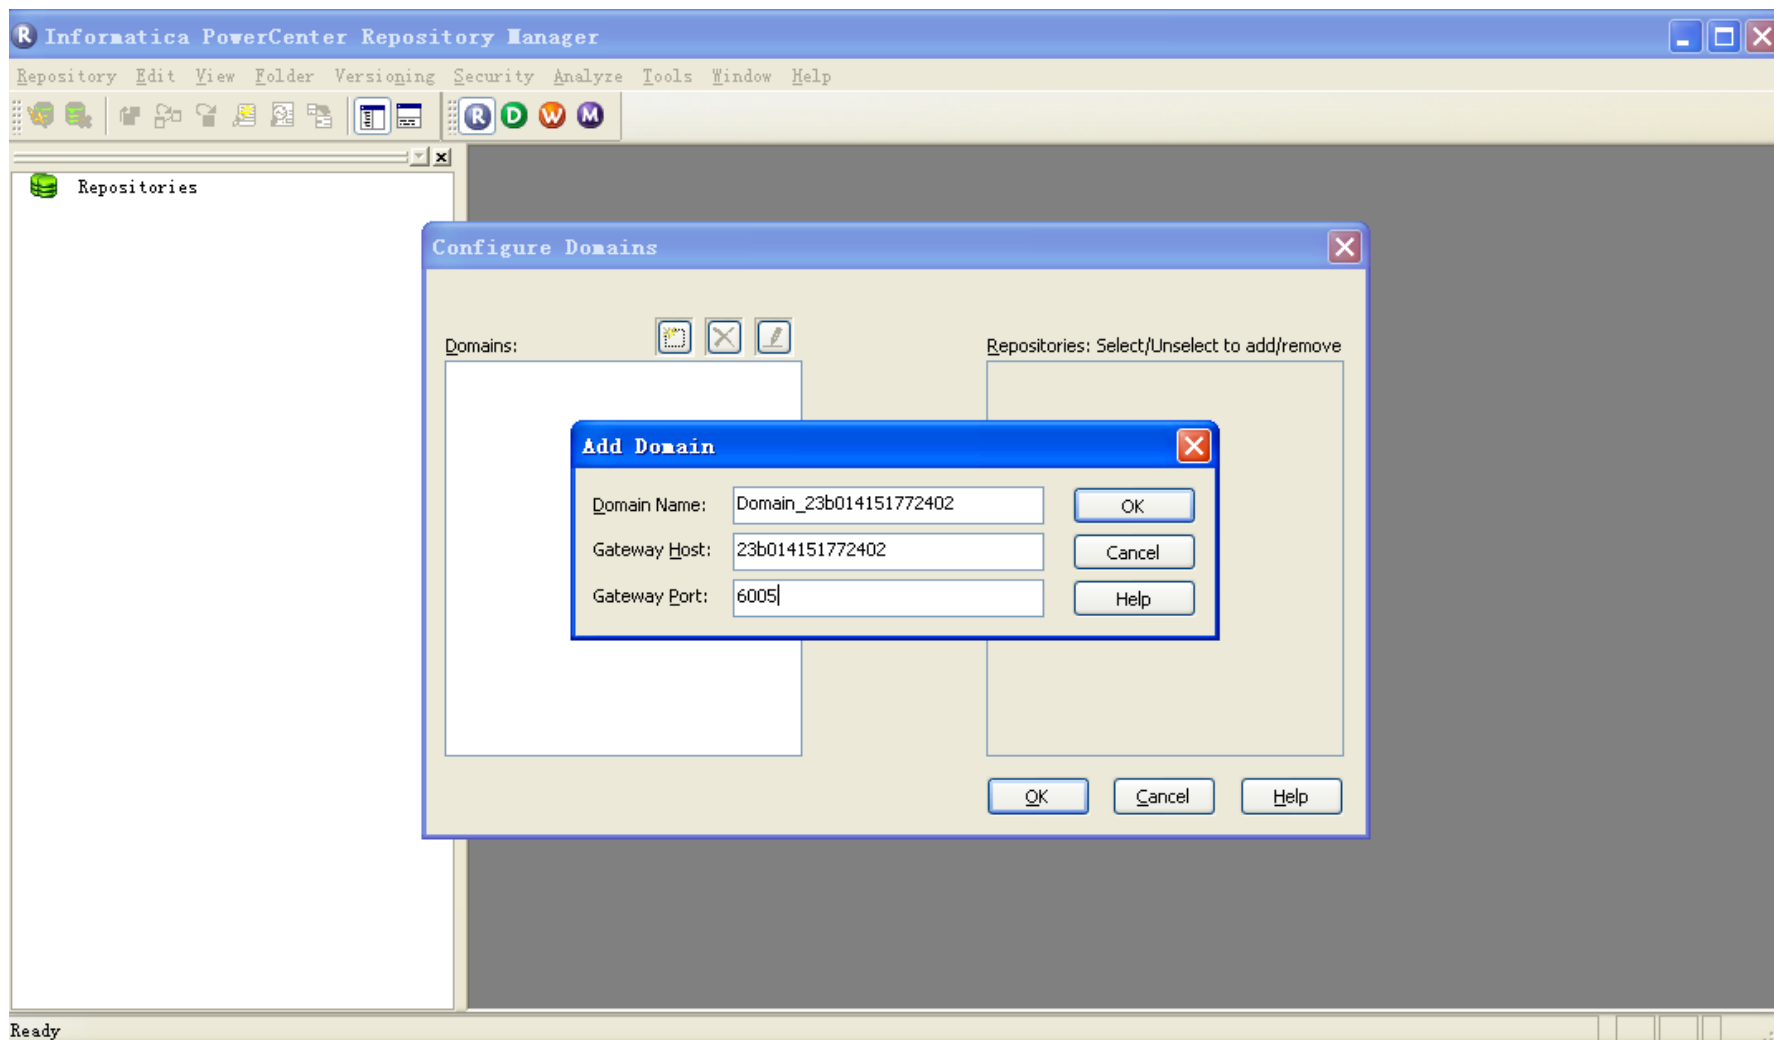 R Informatica PowerCenter Repository Manager
Repository Edit View Folder Versioning Security Analyze Tools Window Help
R D W M
Repositories
Configure Domains
Domains:
Repositories: Select/Unselect to add/remove
Add Domain
Domain Name: Domain_23b014151772402 OK
Gateway Host: 23b014151772402 Cancel
Gateway Port: 6005 Help
OK Cancel Help
Ready